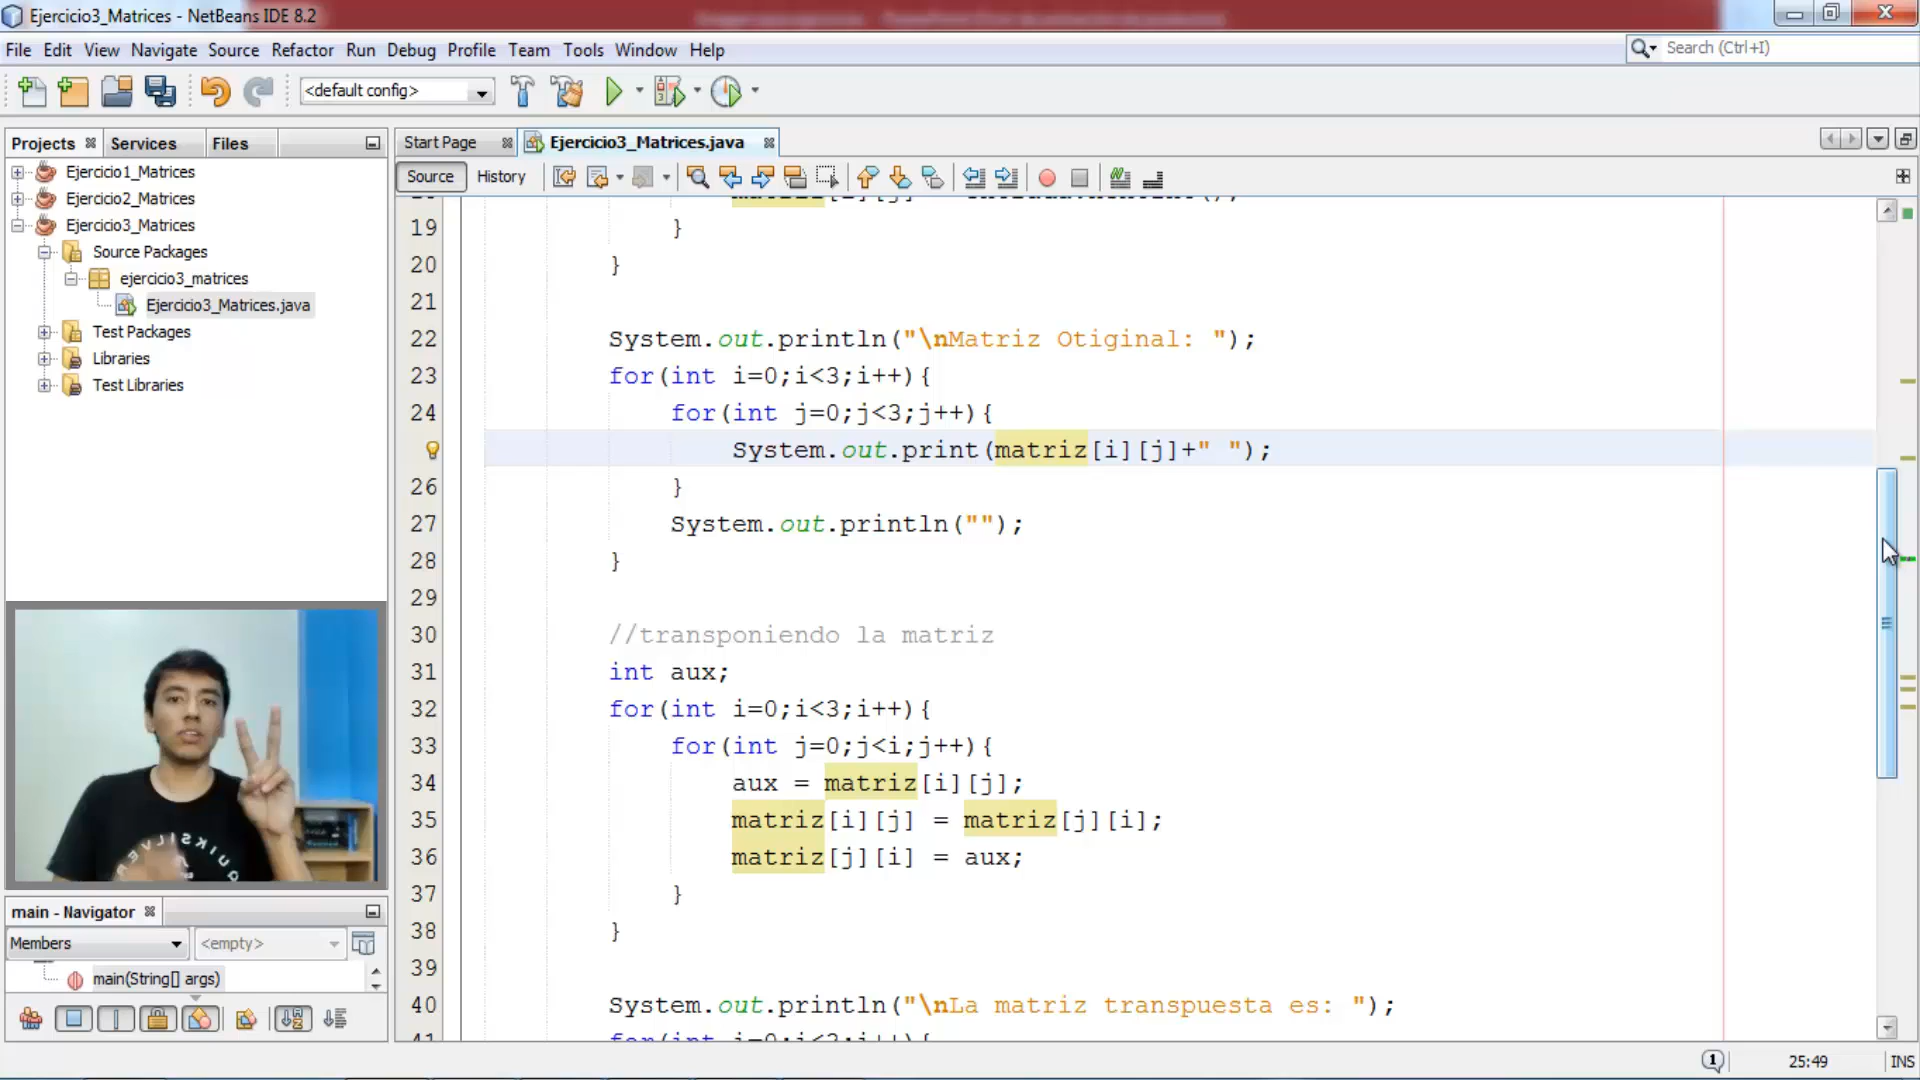 Ejercicio3_Matrices - NetBeans IDE 8.2
File Edit View Navigate Source Refactor Run Debug Profile Team Tools Window Help
Search (Ctrl+I)
<default config>
Projects Services Files
Ejercicio1_Matrices
Ejercicio2_Matrices
Ejercicio3_Matrices
Source Packages
ejercicio3_matrices
Ejercicio3_Matrices.java
Test Packages
Libraries
Test Libraries
main - Navigator
Members <empty>
main(String[] args)
Start Page Ejercicio3_Matrices.java
Source History
19 }
20 }
21
22 System.out.println("\nMatriz Otiginal: ");
23 for(int i=0;i<3;i++){
24 for(int j=0;j<3;j++){
System.out.print(matriz[i][j]+" ");
26 }
27 System.out.println("");
28 }
29
30 //transponiendo la matriz
31 int aux;
32 for(int i=0;i<3;i++){
33 for(int j=0;j<i;j++){
34 aux = matriz[i][j];
35 matriz[i][j] = matriz[j][i];
36 matriz[j][i] = aux;
37 }
38 }
39
40 System.out.println("\nLa matriz transpuesta es: ");
1 25:49 INS